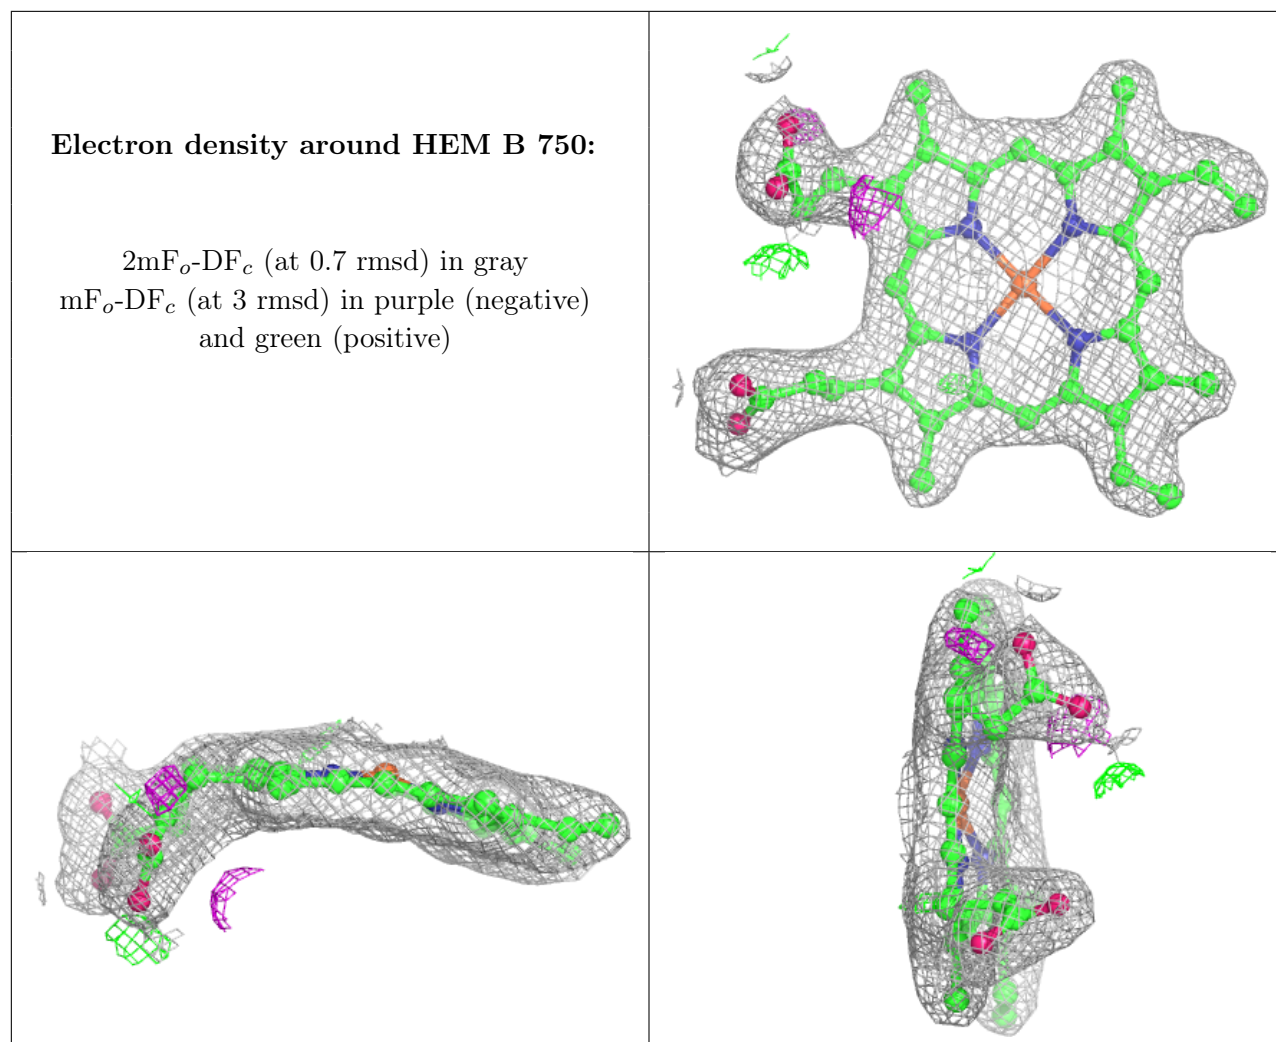 Electron density around HEM B 750:
2mFₒ-DF𝒸 (at 0.7 rmsd) in gray
mFₒ-DF𝒸 (at 3 rmsd) in purple (negative)
and green (positive)